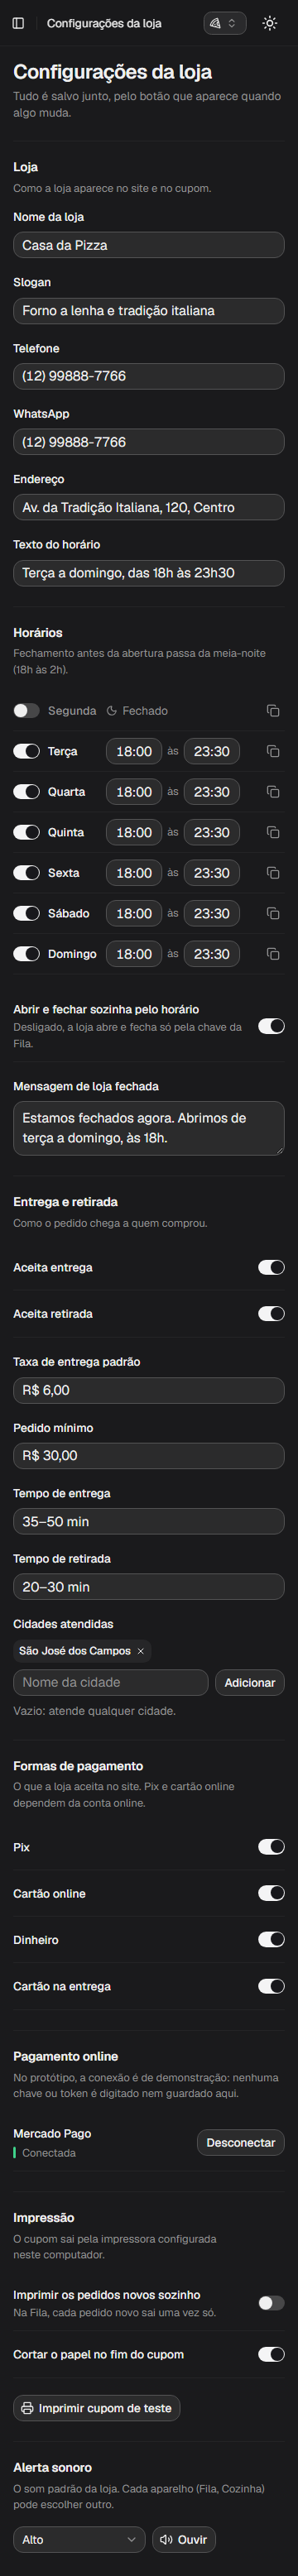 Configurações da loja
Configurações da loja
Tudo é salvo junto, pelo botão que aparece quando
algo muda.
Loja
Como a loja aparece no site e no cupom.
Nome da loja
Casa da Pizza
Slogan
Forno a lenha e tradição italiana
Telefone
(12) 99888-7766
WhatsApp
(12) 99888-7766
Endereço
Av. da Tradição Italiana, 120, Centro
Texto do horário
Terça a domingo, das 18h às 23h30
Horários
Fechamento antes da abertura passa da meia-noite
(18h às 2h).
Segunda Fechado
Terça 18:00 às 23:30
Quarta 18:00 às 23:30
Quinta 18:00 às 23:30
Sexta 18:00 às 23:30
Sábado 18:00 às 23:30
Domingo 18:00 às 23:30
Abrir e fechar sozinha pelo horário
Desligado, a loja abre e fecha só pela chave da
Fila.
Mensagem de loja fechada
Estamos fechados agora. Abrimos de
terça a domingo, às 18h.
Entrega e retirada
Como o pedido chega a quem comprou.
Aceita entrega
Aceita retirada
Taxa de entrega padrão
R$ 6,00
Pedido mínimo
R$ 30,00
Tempo de entrega
35–50 min
Tempo de retirada
20–30 min
Cidades atendidas
São José dos Campos ×
Nome da cidade Adicionar
Vazio: atende qualquer cidade.
Formas de pagamento
O que a loja aceita no site. Pix e cartão online
dependem da conta online.
Pix
Cartão online
Dinheiro
Cartão na entrega
Pagamento online
No protótipo, a conexão é de demonstração: nenhuma
chave ou token é digitado nem guardado aqui.
Mercado Pago
Conectada
Desconectar
Impressão
O cupom sai pela impressora configurada
neste computador.
Imprimir os pedidos novos sozinho
Na Fila, cada pedido novo sai uma vez só.
Cortar o papel no fim do cupom
Imprimir cupom de teste
Alerta sonoro
O som padrão da loja. Cada aparelho (Fila, Cozinha)
pode escolher outro.
Alto Ouvir